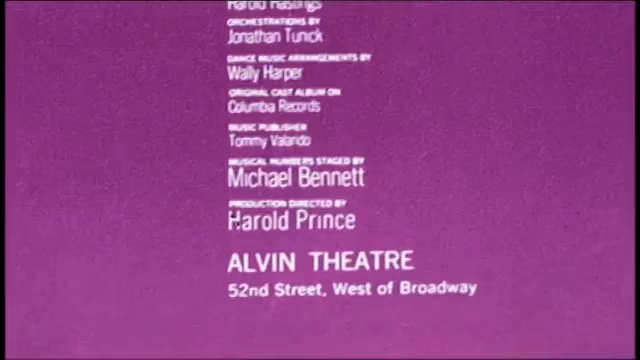 Harold Hastings
ORCHESTRATIONS BY
Jonathan Tunick
DANCE MUSIC ARRANGEMENTS BY
Wally Harper
ORIGINAL CAST ALBUM ON
Columbia Records
MUSIC PUBLISHER
Tommy Valando
MUSICAL NUMBERS STAGED BY
Michael Bennett
PRODUCTION DIRECTED BY
Harold Prince
ALVIN THEATRE
52nd Street, West of Broadway